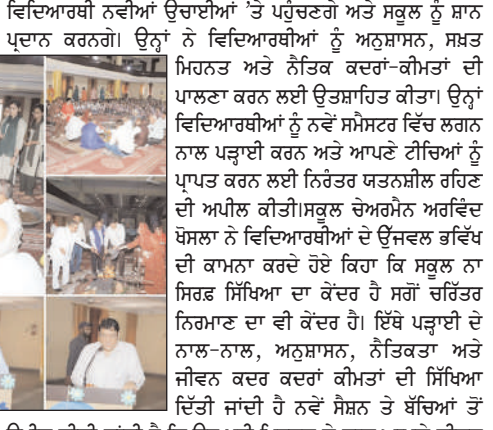 ਵਿਦਿਆਰਥੀ ਨਵੀਆਂ ਉਚਾਈਆਂ 'ਤੇ ਪਹੁੰਚਣਗੇ ਅਤੇ ਸਕੂਲ ਨੂੰ ਸ਼ਾਨ
ਪ੍ਰਦਾਨ ਕਰਨਗੇ। ਉਨ੍ਹਾਂ ਨੇ ਵਿਦਿਆਰਥੀਆਂ ਨੂੰ ਅਨੁਸ਼ਾਸਨ, ਸਖ਼ਤ
ਮਿਹਨਤ ਅਤੇ ਨੈਤਿਕ ਕਦਰਾਂ-ਕੀਮਤਾਂ ਦੀ
ਪਾਲਣਾ ਕਰਨ ਲਈ ਉਤਸ਼ਾਹਿਤ ਕੀਤਾ। ਉਨ੍ਹਾਂ
ਵਿਦਿਆਰਥੀਆਂ ਨੂੰ ਨਵੇਂ ਸਮੈਸਟਰ ਵਿੱਚ ਲਗਨ
ਨਾਲ ਪੜ੍ਹਾਈ ਕਰਨ ਅਤੇ ਆਪਣੇ ਟੀਚਿਆਂ ਨੂੰ
ਪ੍ਰਾਪਤ ਕਰਨ ਲਈ ਨਿਰੰਤਰ ਯਤਨਸ਼ੀਲ ਰਹਿਣ
ਦੀ ਅਪੀਲ ਕੀਤੀ।ਸਕੂਲ ਚੇਅਰਮੈਨ ਅਰਵਿੰਦ
ਖੋਸਲਾ ਨੇ ਵਿਦਿਆਰਥੀਆਂ ਦੇ ਉੱਜਵਲ ਭਵਿੱਖ
ਦੀ ਕਾਮਨਾ ਕਰਦੇ ਹੋਏ ਕਿਹਾ ਕਿ ਸਕੂਲ ਨਾ
ਸਿਰਫ਼ ਸਿੱਖਿਆ ਦਾ ਕੇਂਦਰ ਹੈ ਸਗੋਂ ਚਰਿੱਤਰ
ਨਿਰਮਾਣ ਦਾ ਵੀ ਕੇਂਦਰ ਹੈ। ਇੱਥੇ ਪੜ੍ਹਾਈ ਦੇ
ਨਾਲ-ਨਾਲ, ਅਨੁਸ਼ਾਸਨ, ਨੈਤਿਕਤਾ ਅਤੇ
ਜੀਵਨ ਕਦਰ ਕਦਰਾਂ ਕੀਮਤਾਂ ਦੀ ਸਿੱਖਿਆ
ਦਿੱਤੀ ਜਾਂਦੀ ਹੈ ਨਵੇਂ ਸੈਸ਼ਨ ਤੇ ਬੱਚਿਆਂ ਤੋਂ